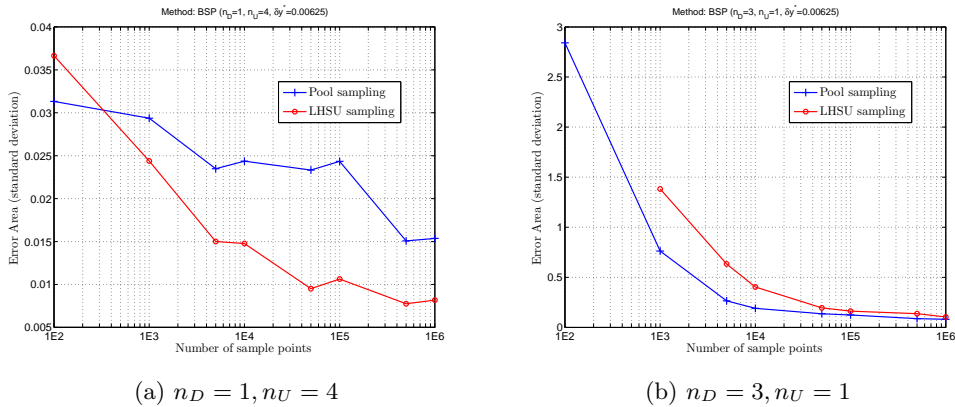 Method: BSP (n_D=1, n_U=4, δy*=0.00625)
0.04
0.035
0.03
0.025
0.02
0.015
0.01
0.005
Error Area (standard deviation)
Pool sampling
LHSU sampling
1E2 1E3 1E4 1E5 1E6
Number of sample points
(a) n_D = 1, n_U = 4
Method: BSP (n_D=3, n_U=1, δy*=0.00625)
3
2.5
2
1.5
1
0.5
0
Error Area (standard deviation)
Pool sampling
LHSU sampling
1E2 1E3 1E4 1E5 1E6
Number of sample points
(b) n_D = 3, n_U = 1